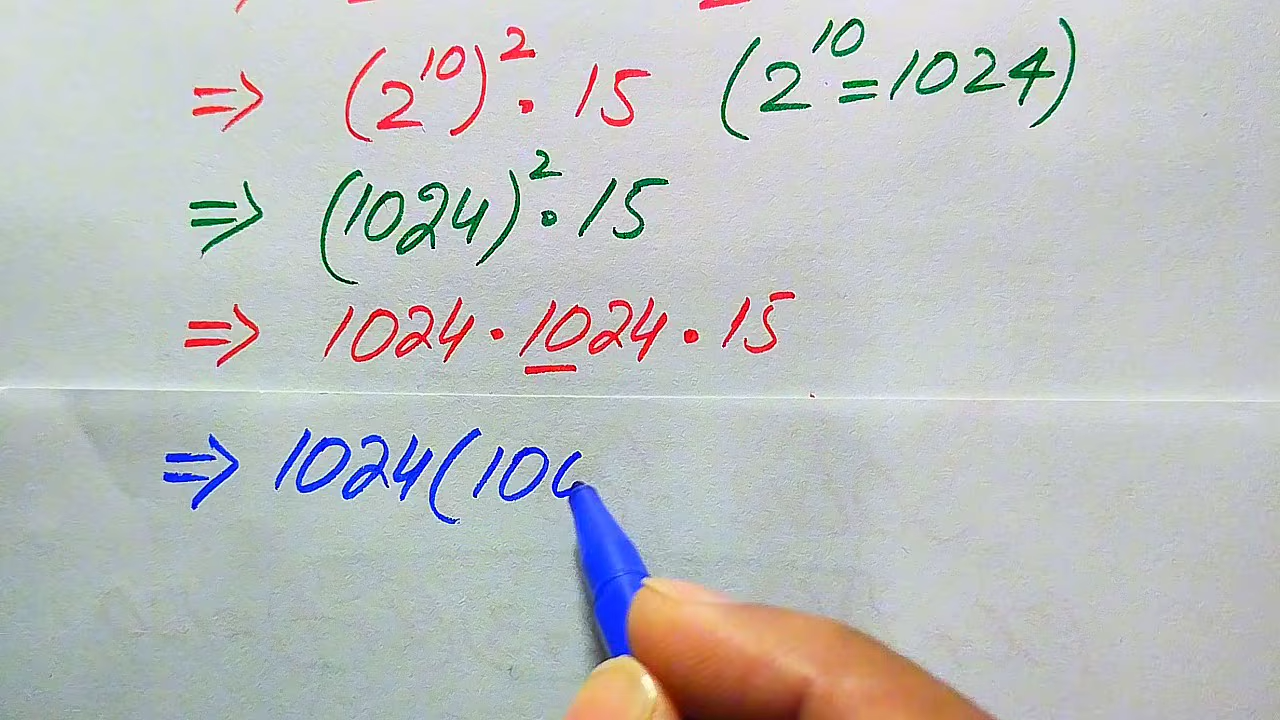 ⇒ (2^10)^2 · 15 (2^10 = 1024)
⇒ (1024)^2 · 15
⇒ 1024 · 1024 · 15
⇒ 1024(10